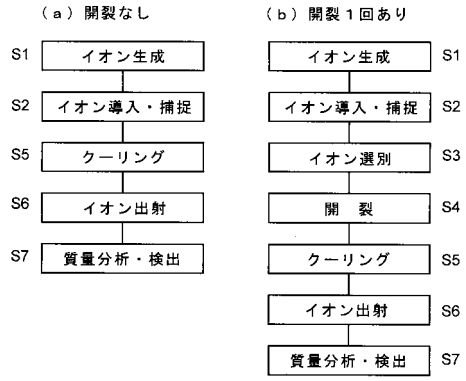 (a) 開裂なし
S1 イオン生成
S2 イオン導入・捕捉
S5 クーリング
S6 イオン出射
S7 質量分析・検出
(b) 開裂1回あり
イオン生成 S1
イオン導入・捕捉 S2
イオン選別 S3
開 裂 S4
クーリング S5
イオン出射 S6
質量分析・検出 S7